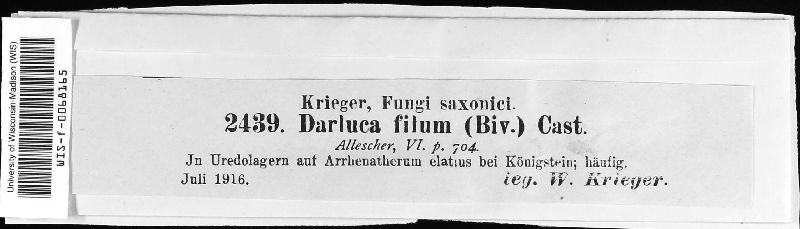 University of Wisconsin-Madison (WIS)
WIS-f-0068165
Krieger, Fungi saxonici.
2439. Darluca filum (Biv.) Cast.
Allescher, VI. p. 704.
Jn Uredolagern auf Arrhenatherum elatius bei Königstein; häufig.
Juli 1916.
leg. W. Krieger.